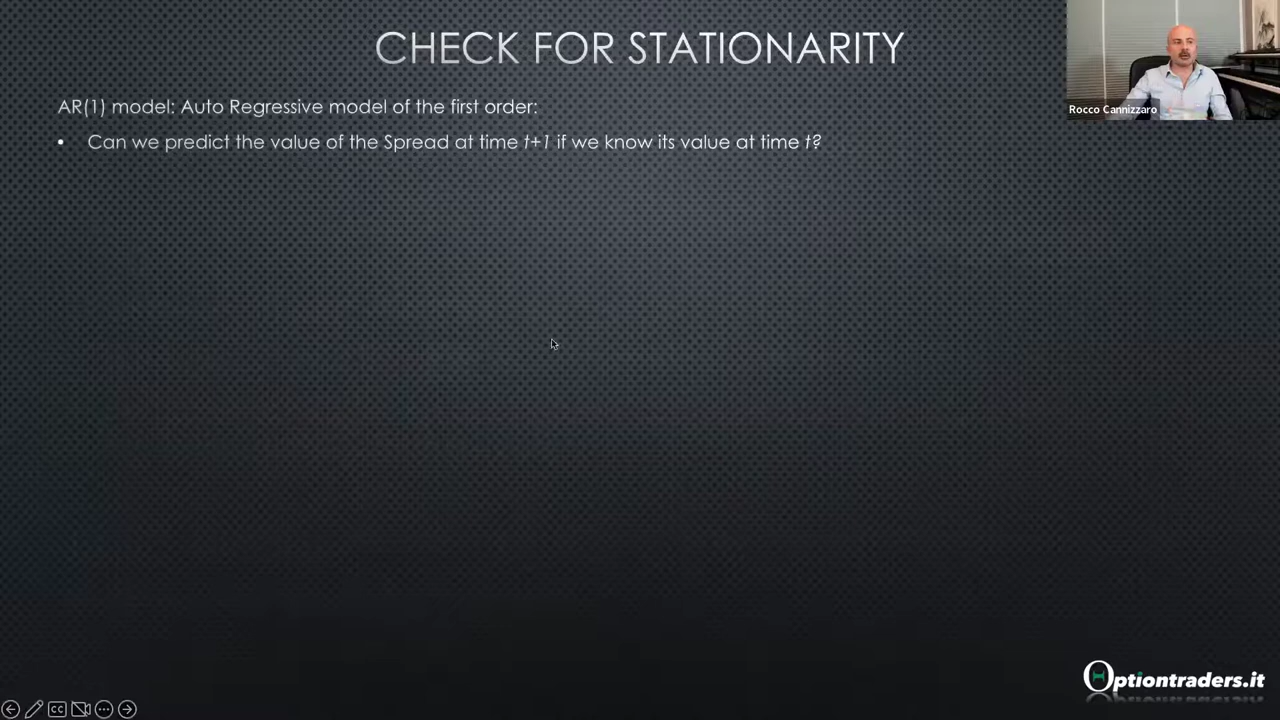 CHECK FOR STATIONARITY
Rocco Cannizzaro
AR(1) model: Auto Regressive model of the first order:
• Can we predict the value of the Spread at time t+1 if we know its value at time t?
CC
Optiontraders.it